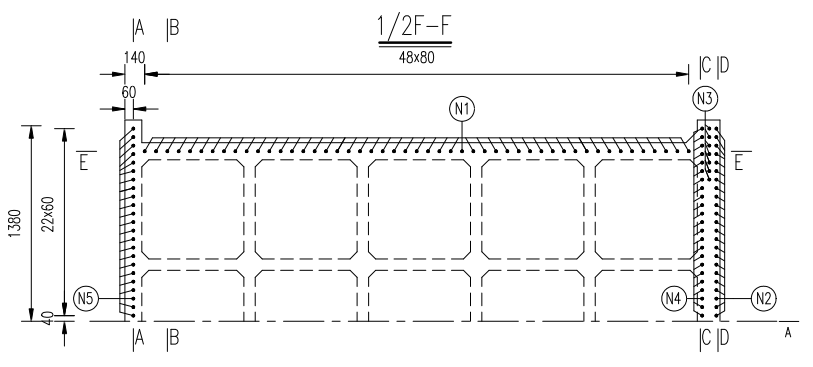 1/2F-F
A
B
140
48x80
C
D
60
N3
N1
E
E
1380
22x60
N5
N4
N2
40
A
B
C
D
A